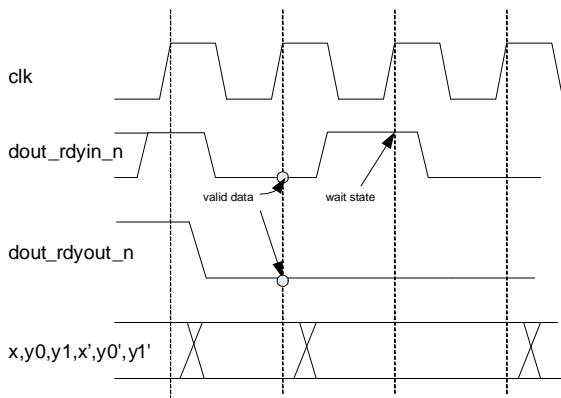 clk
dout_rdyin_n
valid data
wait state
dout_rdyout_n
x,y0,y1,x',y0',y1'